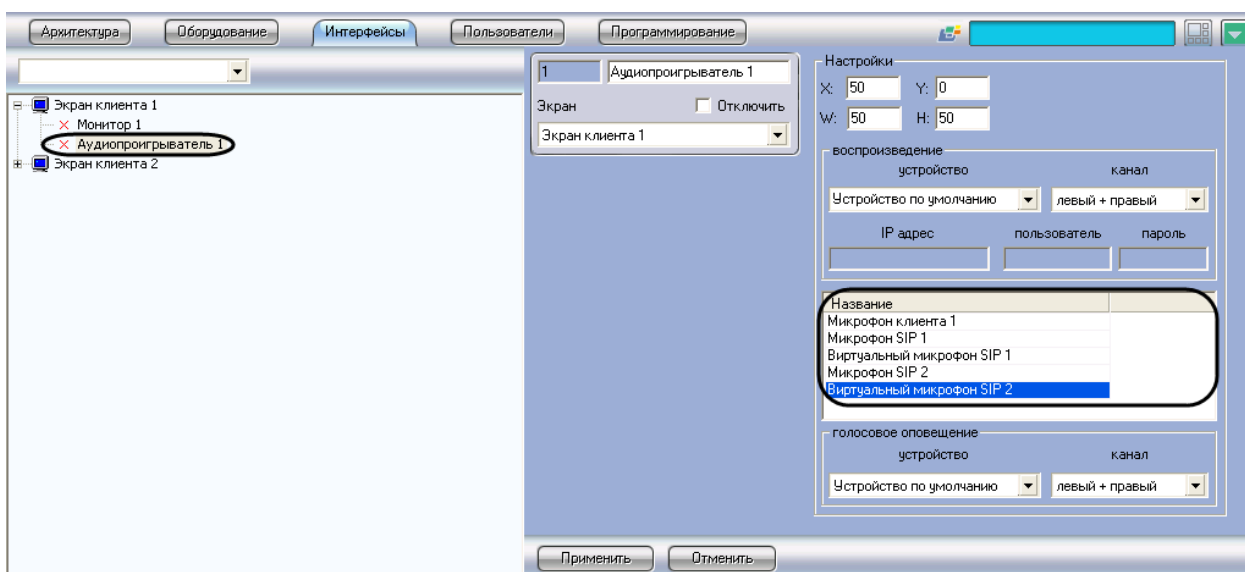 Архитектура Оборудование Интерфейсы Пользователи Программирование
Экран клиента 1
Монитор 1
Аудиопроигрыватель 1
Экран клиента 2
1 Аудиопроигрыватель 1
Экран Отключить
Экран клиента 1
Настройки
X: 50 Y: 0
W: 50 H: 50
воспроизведение
устройство канал
Устройство по умолчанию левый + правый
IP адрес пользователь пароль
Название
Микрофон клиента 1
Микрофон SIP 1
Виртуальный микрофон SIP 1
Микрофон SIP 2
Виртуальный микрофон SIP 2
голосовое оповещение
устройство канал
Устройство по умолчанию левый + правый
Применить Отменить